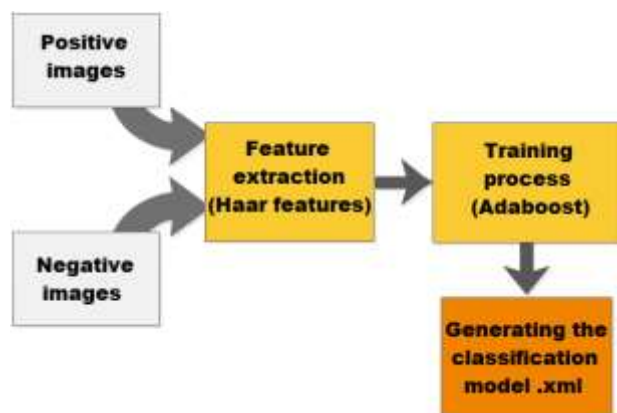 Positive
images
Feature
extraction
(Haar features)
Training
process
(Adaboost)
Negative
images
Generating the
classification
model .xml